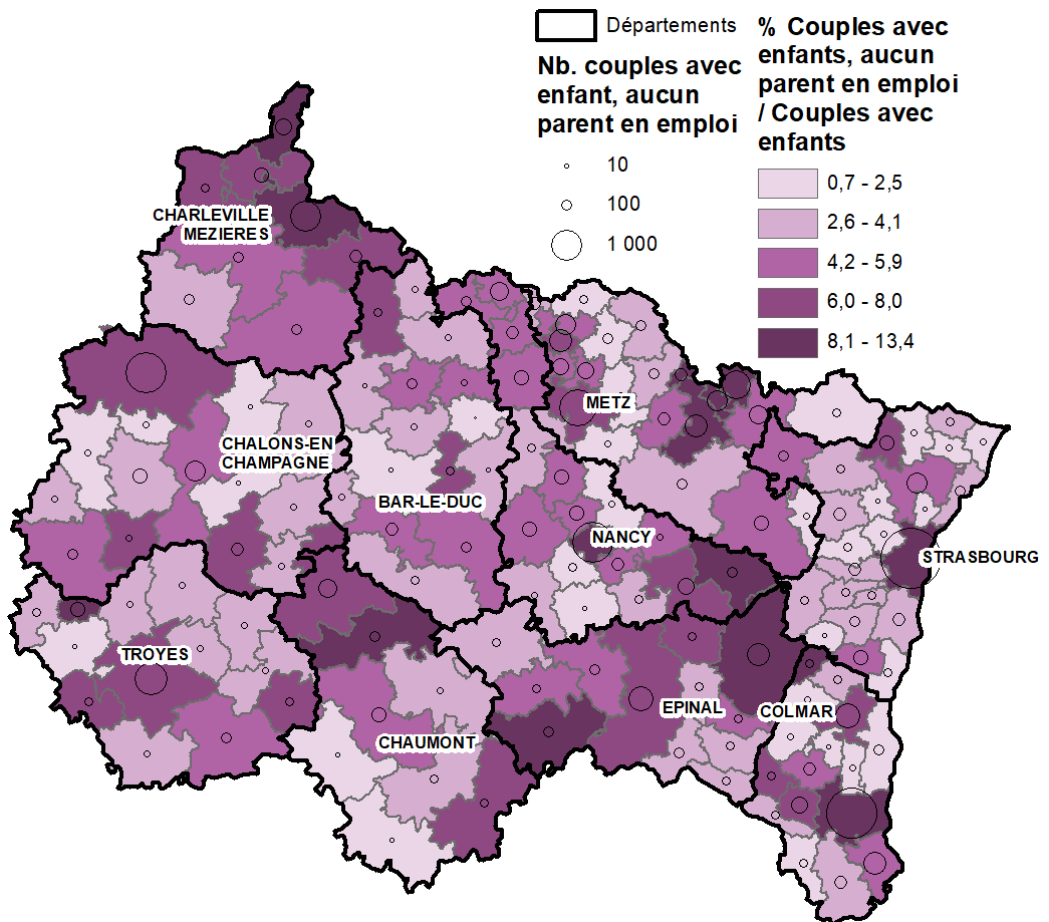 Départements
Nb. couples avec
enfant, aucun
parent en emploi
10
100
1 000
% Couples avec
enfants, aucun
parent en emploi
/ Couples avec
enfants
0,7 - 2,5
2,6 - 4,1
4,2 - 5,9
6,0 - 8,0
8,1 - 13,4
CHARLEVILLE
MEZIERES
METZ
CHALONS-EN
CHAMPAGNE
BAR-LE-DUC
NANCY
STRASBOURG
TROYES
EPINAL
COLMAR
CHAUMONT